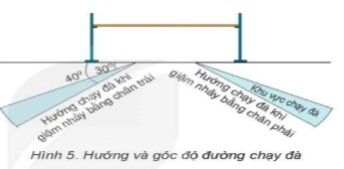 40° 30°
Hướng chạy đà khi
giậm nhảy bằng chân trái
Khu vực chạy đà
Hướng chạy đà khi
giậm nhảy bằng chân phải
Hình 5. Hướng và góc độ đường chạy đà